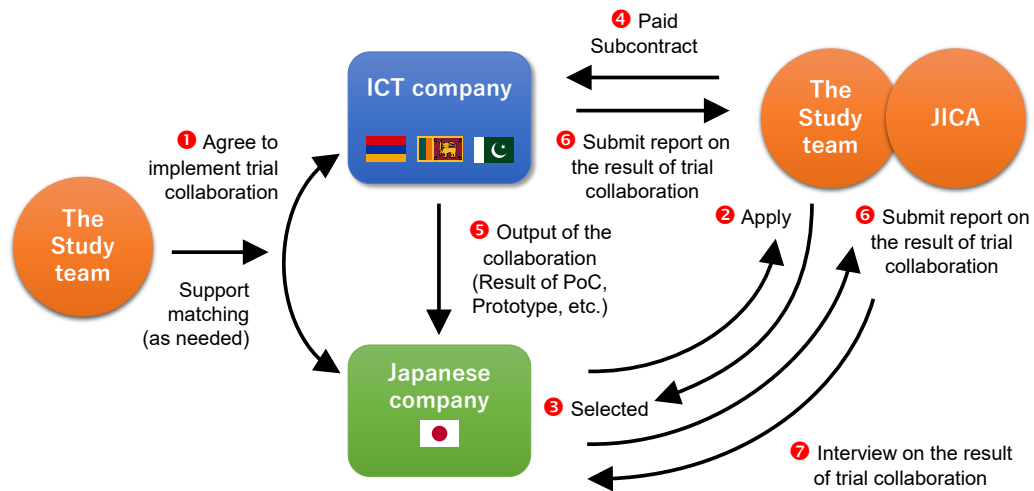 ❹ Paid
Subcontract
ICT company
The
Study
team
JICA
❶ Agree to
implement trial
collaboration
❻ Submit report on
the result of trial
collaboration
The
Study
team
Support
matching
(as needed)
❺ Output of the
collaboration
(Result of PoC,
Prototype, etc.)
❷ Apply
❻ Submit report on
the result of trial
collaboration
Japanese
company
❸ Selected
❼ Interview on the result
of trial collaboration